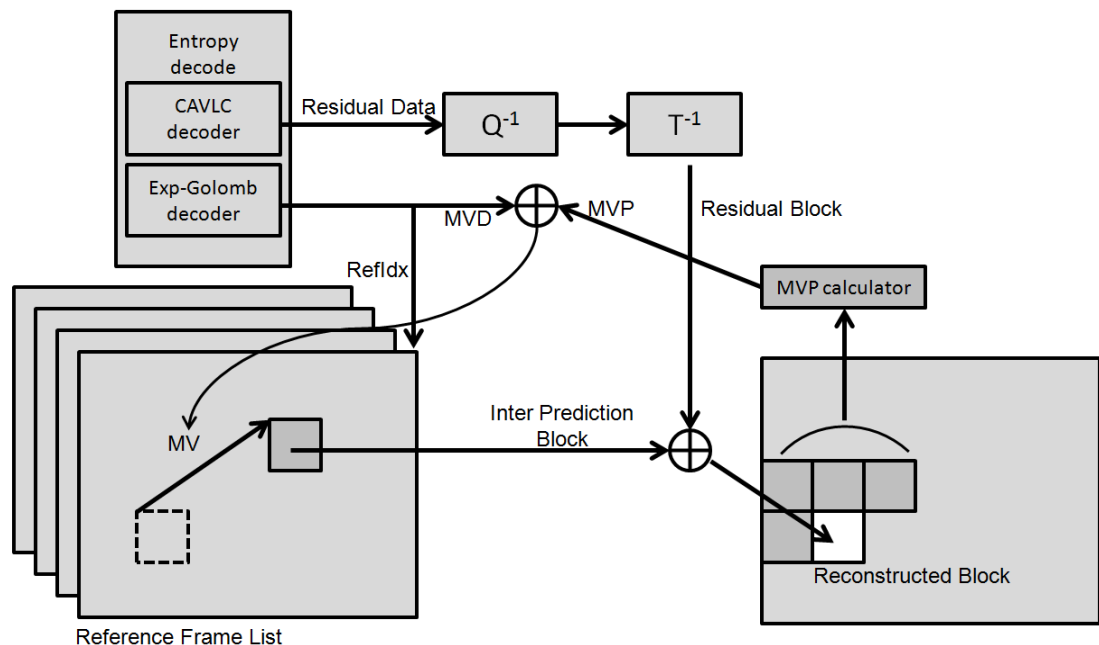 Entropy
decode
CAVLC
decoder
Residual Data
Q-1
T-1
Exp-Golomb
decoder
MVD
MVP
Residual Block
RefIdx
MVP calculator
MV
Inter Prediction
Block
Reconstructed Block
Reference Frame List